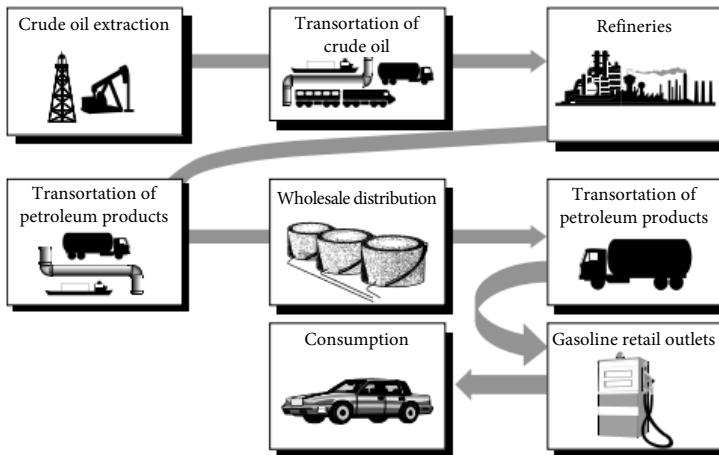 Crude oil extraction
Transortation of
crude oil
Refineries
Transortation of
petroleum products
Wholesale distribution
Transortation of
petroleum products
Consumption
Gasoline retail outlets